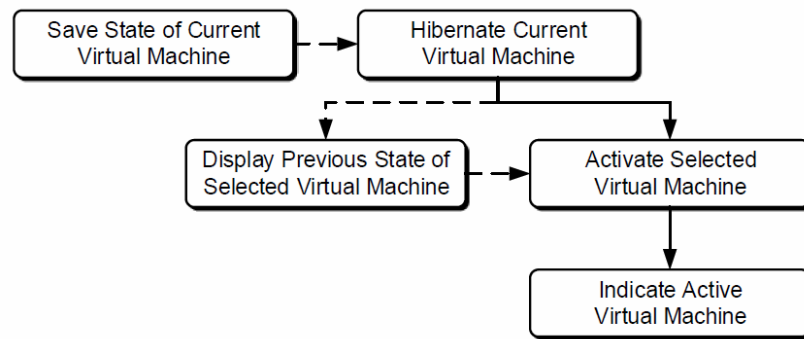 Save State of Current
Virtual Machine
Hibernate Current
Virtual Machine
Display Previous State of
Selected Virtual Machine
Activate Selected
Virtual Machine
Indicate Active
Virtual Machine